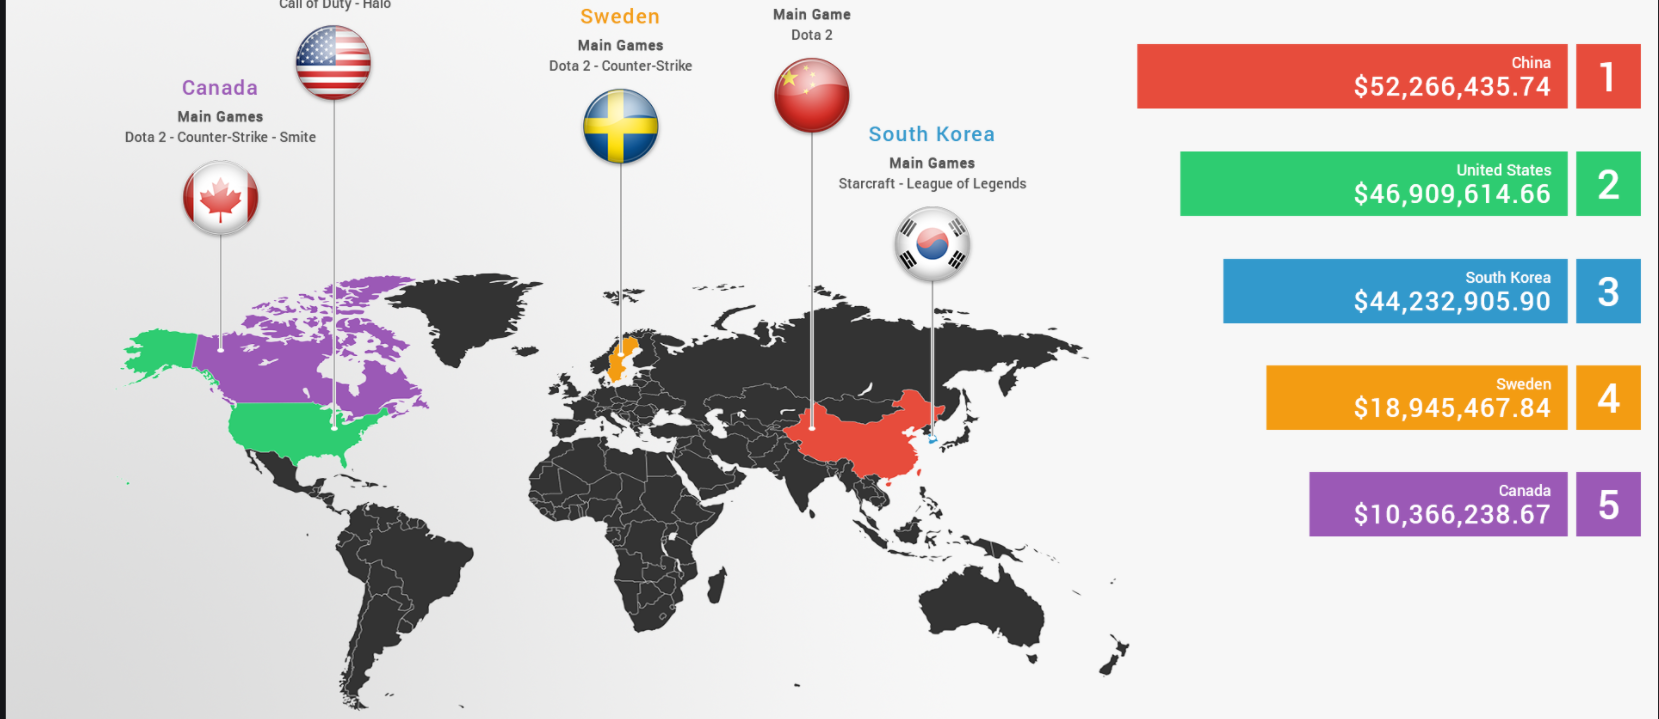 Call of Duty - Halo
Canada
Main Games
Dota 2 - Counter-Strike - Smite
Sweden
Main Games
Dota 2 - Counter-Strike
Main Game
Dota 2
South Korea
Main Games
Starcraft - League of Legends
China
$52,266,435.74
1
United States
$46,909,614.66
2
South Korea
$44,232,905.90
3
Sweden
$18,945,467.84
4
Canada
$10,366,238.67
5